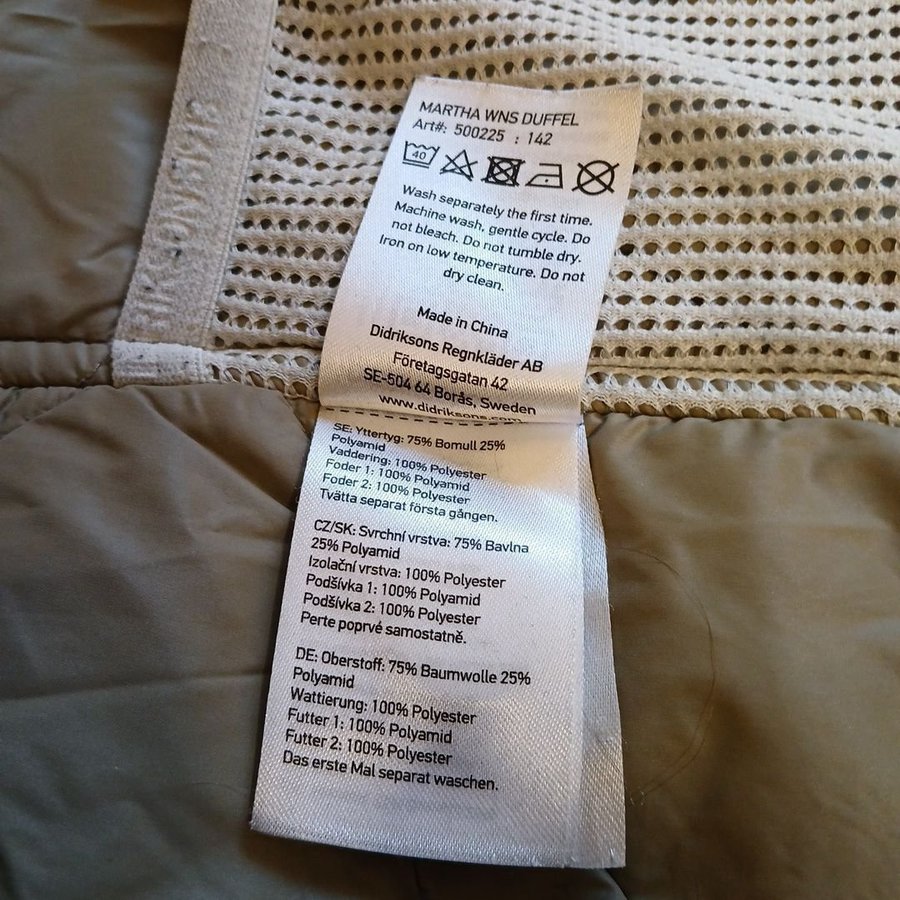 DIDRIKSONS1913
MARTHA WNS DUFFEL
Art#: 500225 : 142
40
Wash separately the first time.
Machine wash, gentle cycle. Do
not bleach. Do not tumble dry.
Iron on low temperature. Do not
dry clean.
Made in China
Didriksons Regnkläder AB
Företagsgatan 42
SE-504 64 Borås, Sweden
www.didriksons.com
SE: Yttertyg: 75% Bomull 25%
Polyamid
Vaddering: 100% Polyester
Foder 1: 100% Polyamid
Foder 2: 100% Polyester
Tvätta separat första gången.
CZ/SK: Svrchní vrstva: 75% Bavlna
25% Polyamid
Izolační vrstva: 100% Polyester
Podšívka 1: 100% Polyamid
Podšívka 2: 100% Polyester
Perte poprvé samostatně.
DE: Oberstoff: 75% Baumwolle 25%
Polyamid
Wattierung: 100% Polyester
Futter 1: 100% Polyamid
Futter 2: 100% Polyester
Das erste Mal separat waschen.